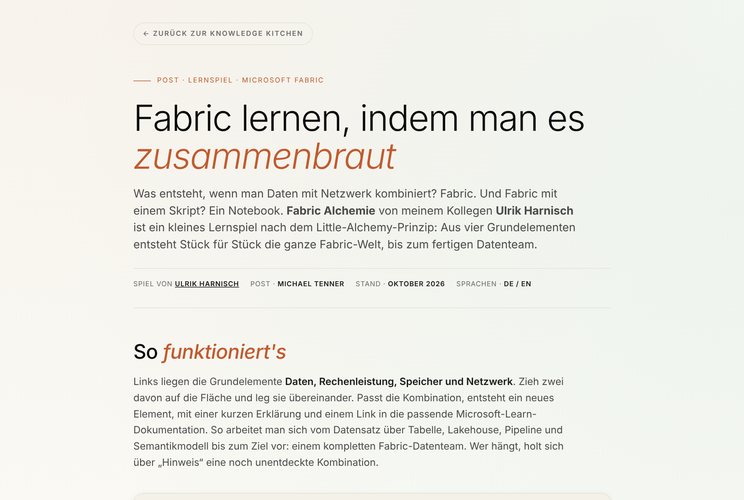 ← ZURÜCK ZUR KNOWLEDGE KITCHEN
POST · LERNSPIEL · MICROSOFT FABRIC
Fabric lernen, indem man es
zusammenbraut
Was entsteht, wenn man Daten mit Netzwerk kombiniert? Fabric. Und Fabric mit
einem Skript? Ein Notebook. Fabric Alchemie von meinem Kollegen Ulrik Harnisch
ist ein kleines Lernspiel nach dem Little-Alchemy-Prinzip: Aus vier Grundelementen
entsteht Stück für Stück die ganze Fabric-Welt, bis zum fertigen Datenteam.
SPIEL VON ULRIK HARNISCH POST · MICHAEL TENNER STAND · OKTOBER 2026 SPRACHEN · DE / EN
So funktioniert's
Links liegen die Grundelemente Daten, Rechenleistung, Speicher und Netzwerk. Zieh zwei
davon auf die Fläche und leg sie übereinander. Passt die Kombination, entsteht ein neues
Element, mit einer kurzen Erklärung und einem Link in die passende Microsoft-Learn-
Dokumentation. So arbeitet man sich vom Datensatz über Tabelle, Lakehouse, Pipeline und
Semantikmodell bis zum Ziel vor: einem kompletten Fabric-Datenteam. Wer hängt, holt sich
über „Hinweis“ eine noch unentdeckte Kombination.